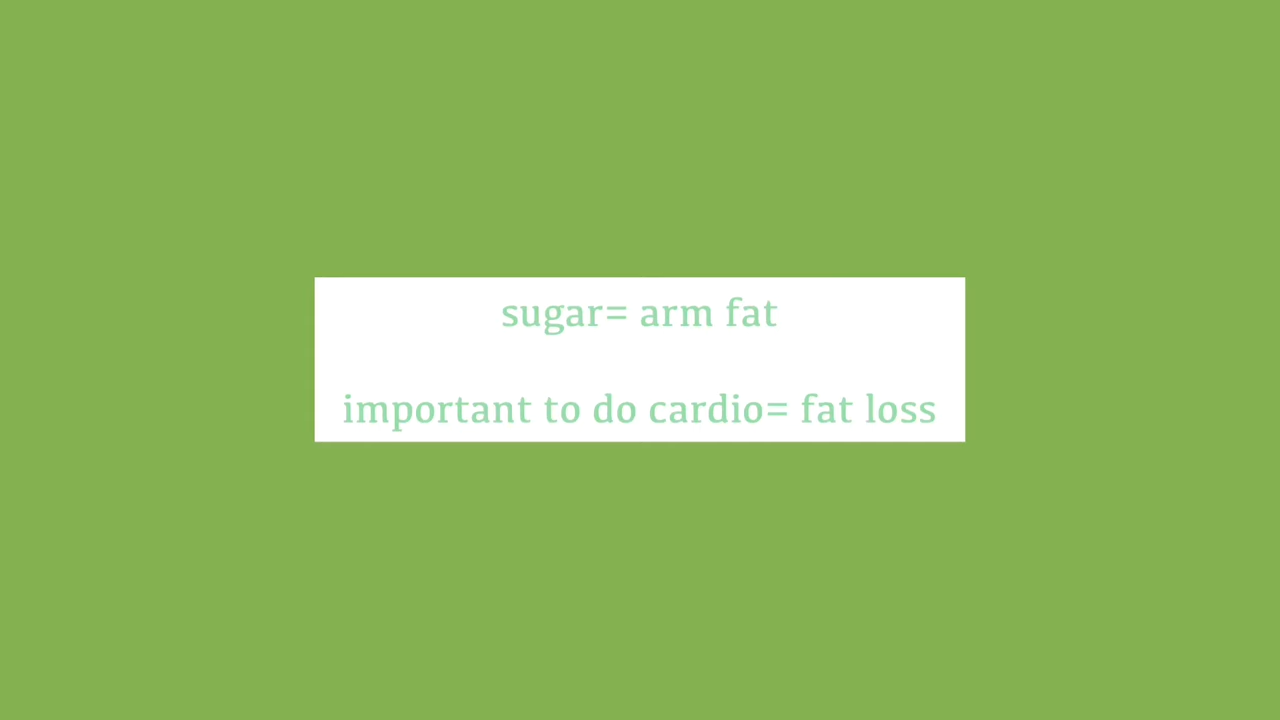 sugar= arm fat
important to do cardio= fat loss